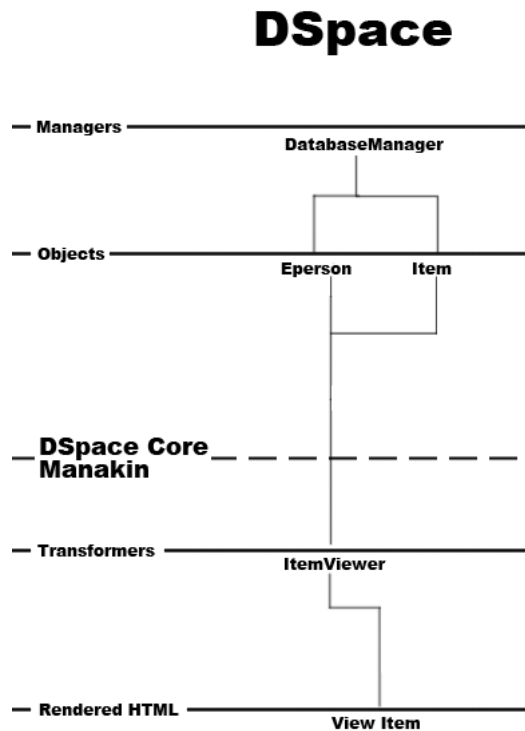 DSpace
Managers
DatabaseManager
Objects
Eperson Item
DSpace Core
Manakin
Transformers
ItemViewer
Rendered HTML
View Item